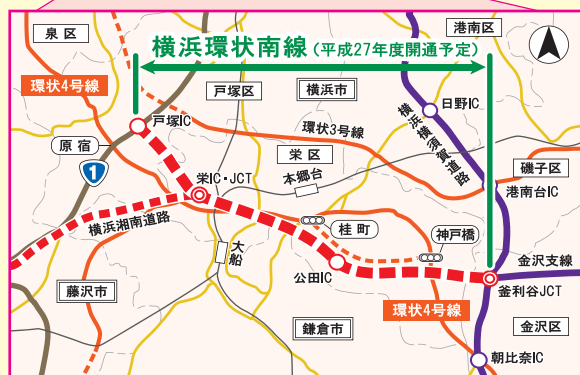 泉区
港南区
横浜環状南線(平成27年度開通予定)
環状4号線
戸塚区
横浜市
日野IC
戸塚IC
環状3号線
横浜横須賀道路
原宿
栄区
磯子区
1
栄IC・JCT
本郷台
港南台IC
横浜湘南道路
桂町
神戸橋
大船
金沢支線
公田IC
釜利谷JCT
藤沢市
環状4号線
鎌倉市
金沢区
朝比奈IC